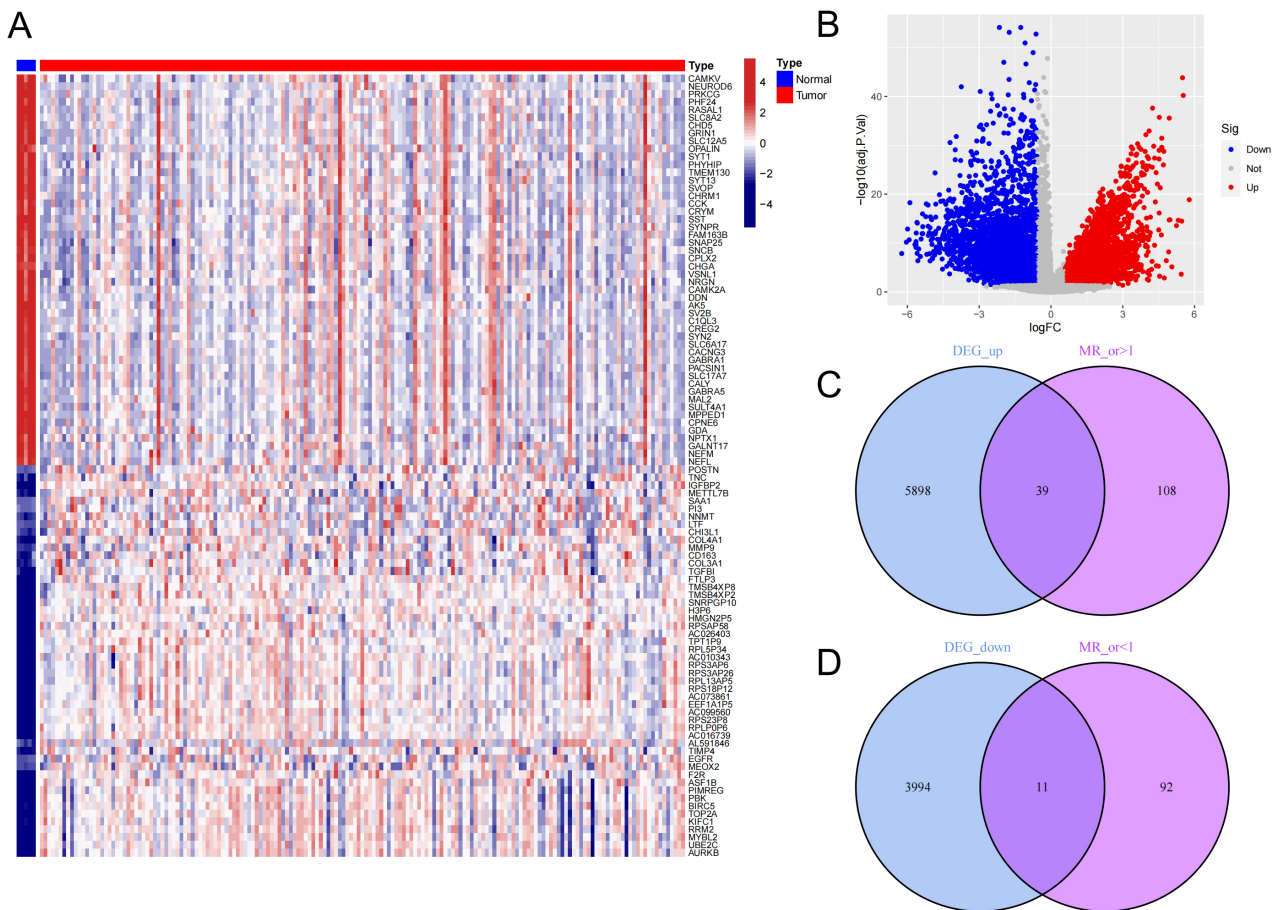 A
Type
CAMKV
NEUROD6
PRKCG
PHF24
RASAL1
SLC8A2
CHD5
GRIN1
SLC12A5
OPALIN
SYT1
PHYHIP
TMEM130
SYT13
SVOP
CHRM1
CCK
CRYM
SST
SYNPR
FAM163B
SNAP25
SNCB
CPLX2
CHGA
VSNL1
NRGN
CAMK2A
DDN
AK5
SV2B
C1QL3
CREG2
SYN2
SLC6A17
CACNG3
GABRA1
PACSIN1
SLC17A7
CALY
GABRA5
MAL2
SULT4A1
MPPED1
CPNE6
GDA
NPTX1
GALNT17
NEFM
NEFL
POSTN
TNC
IGFBP2
METTL7B
SAA1
PI3
NNMT
LTF
CHI3L1
COL4A1
MMP9
CD163
COL3A1
TGFBI
FTLP3
TMSB4XP8
TMSB4XP2
SNRPGP10
H3P6
HMGN2P5
RPSAP58
AC026403
TPT1P9
RPL5P34
AC010343
RPS3AP6
RPS3AP26
RPL13AP5
RPS18P12
AC073861
EEF1A1P5
AC099560
RPS23P8
RPLP0P6
AC016739
AL591846
TIMP4
EGFR
MEOX2
F2R
ASF1B
PIMREG
PBK
BIRC5
TOP2A
KIFC1
RRM2
MYBL2
UBE2C
AURKB
4
2
0
−2
−4
Type
Normal
Tumor
B
−log10(adj.P.Val)
40
20
0
−6
−3
0
3
6
logFC
Sig
Down
Not
Up
C
DEG_up
MR_or>1
5898
39
108
D
DEG_down
MR_or<1
3994
11
92